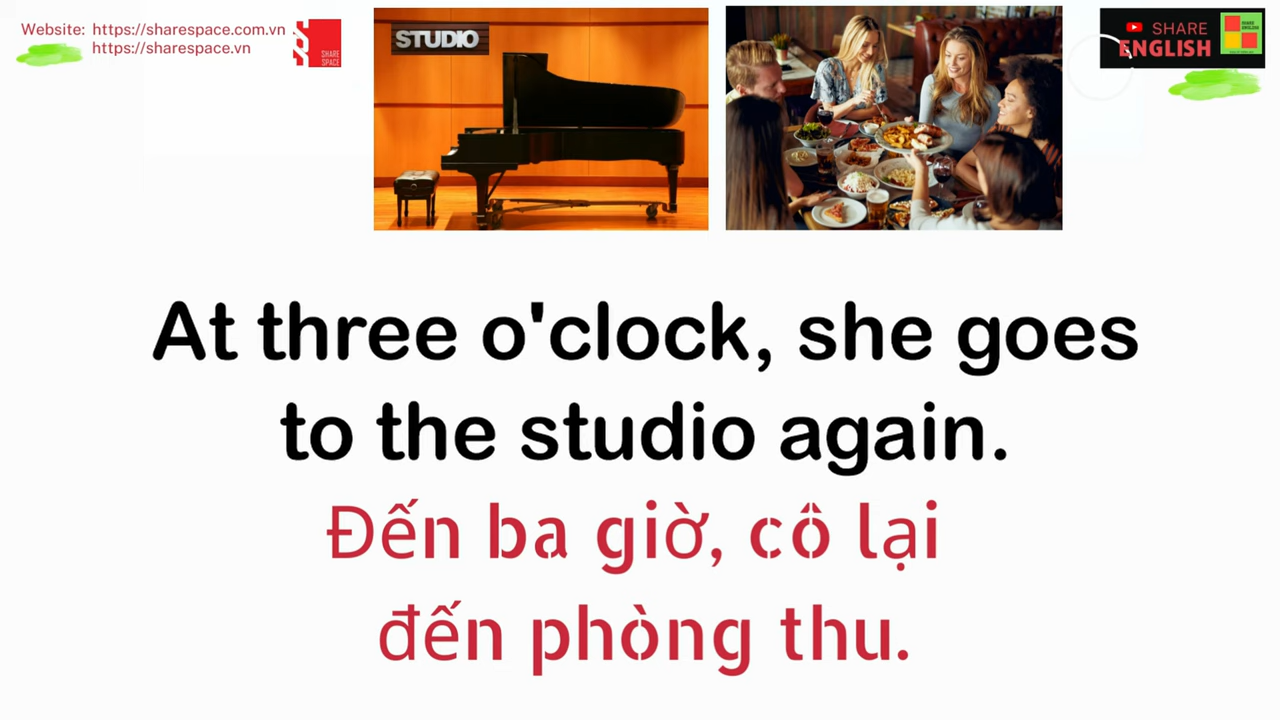 Website: https://sharespace.com.vn
https://sharespace.vn
SHARE
SPACE
STUDIO
SHARE
ENGLISH
At three o'clock, she goes
to the studio again.
Đến ba giờ, cô lại
đến phòng thu.